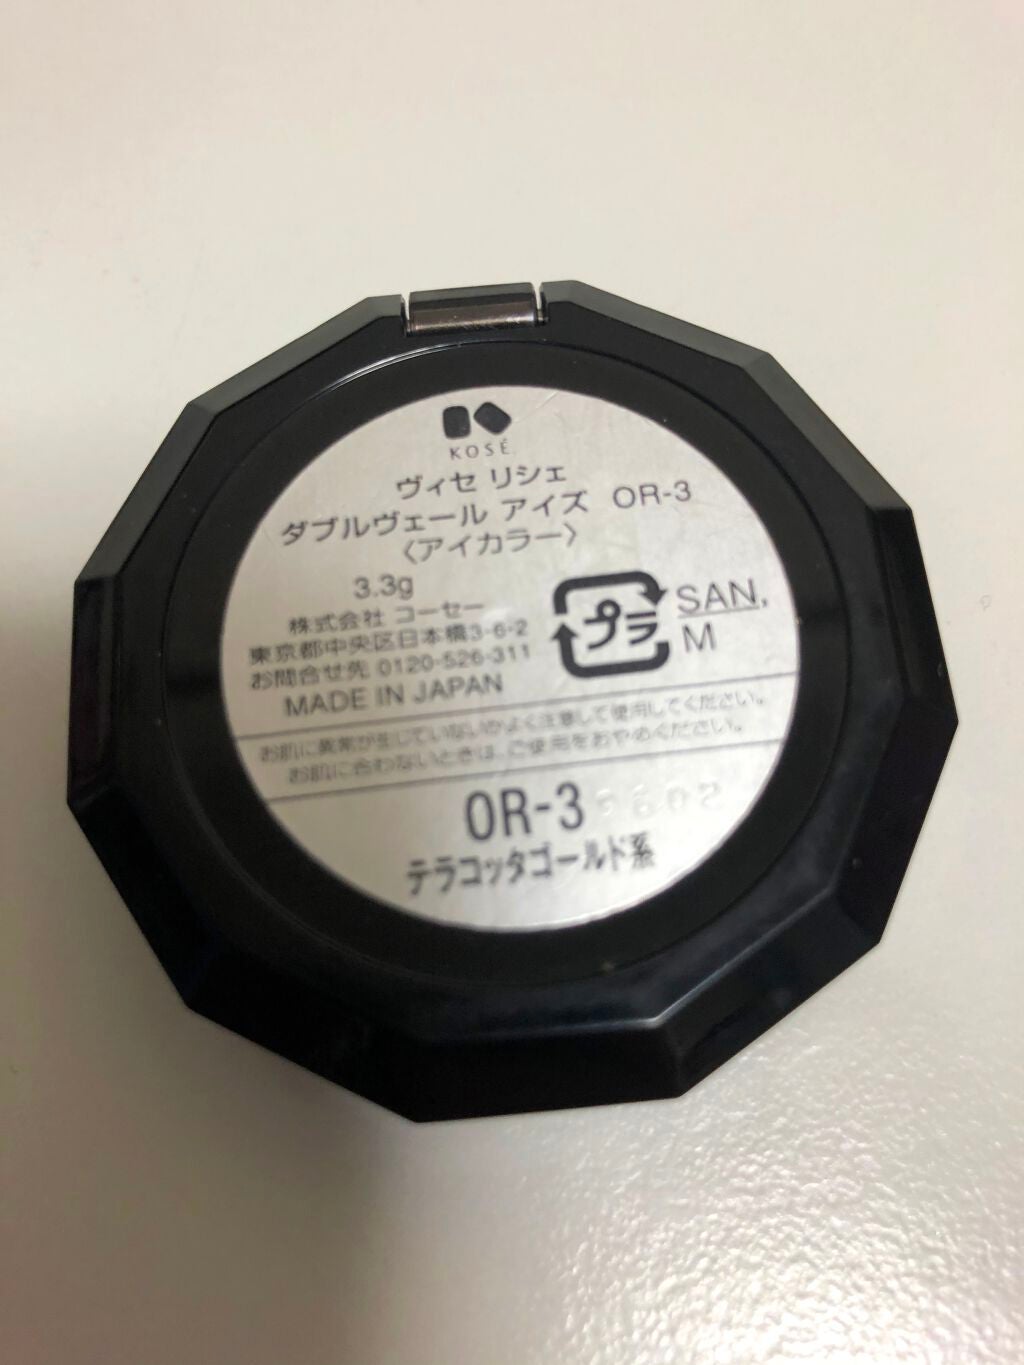 KOSÉ
ヴィセ リシェ
ダブルヴェール アイズ OR-3
〈アイカラー〉
3.3g
株式会社 コーセー
東京都中央区日本橋3-6-2
お問合せ先 0120-526-311
MADE IN JAPAN
プラ
SAN,
M
お肌に異常が生じていないかよく注意して使用してください。
お肌に合わないときは、ご使用をおやめください。
OR-3
テラコッタゴールド系